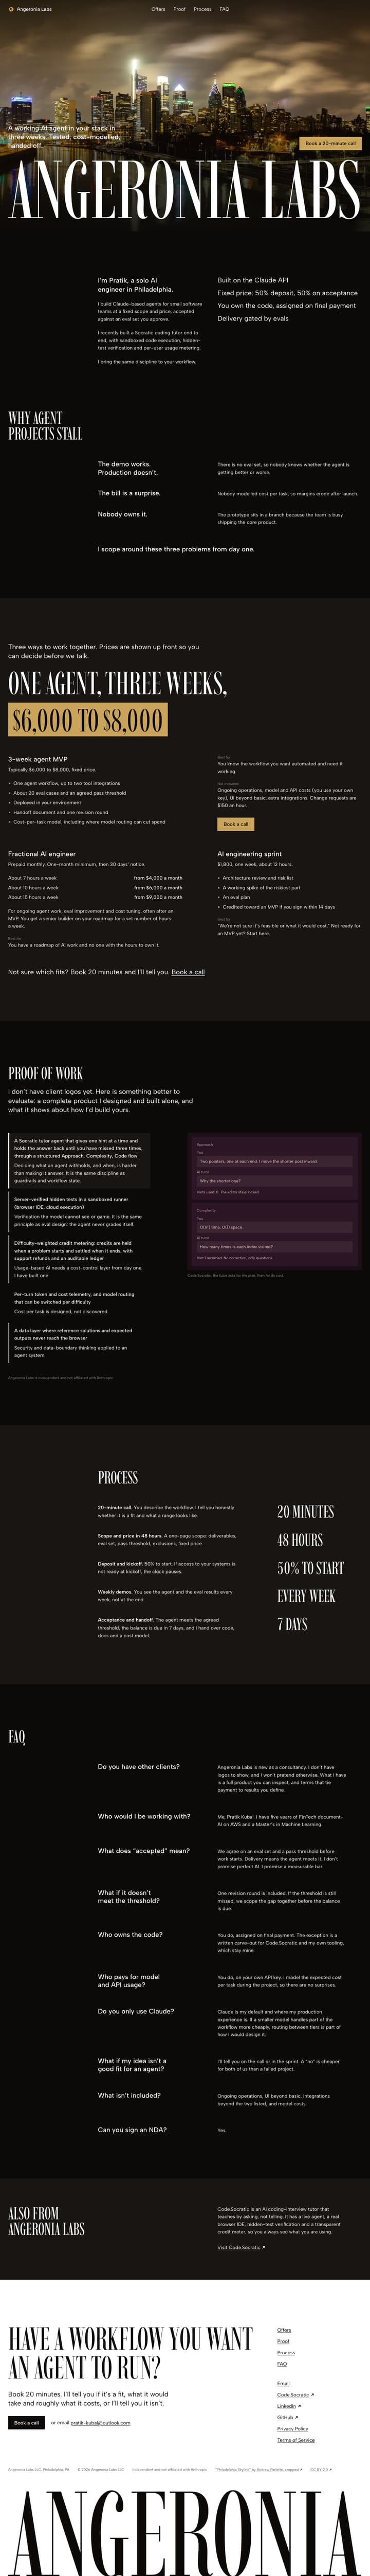 Angeronia Labs
Offers
Proof
Process
FAQ
A working AI agent in your stack in
three weeks. Tested, cost-modelled,
handed off.
Book a 20-minute call
ANGERONIA LABS
I'm Pratik, a solo AI
engineer in Philadelphia.
I build Claude-based agents for small software
teams at a fixed scope and price, accepted
against an eval set you approve.
I recently built a Socratic coding tutor end to
end, with sandboxed code execution, hidden-
test verification and per-user usage metering.
I bring the same discipline to your workflow.
Built on the Claude API
Fixed price: 50% deposit, 50% on acceptance
You own the code, assigned on final payment
Delivery gated by evals
WHY AGENT
PROJECTS STALL
The demo works.
Production doesn't.
There is no eval set, so nobody knows whether the agent is
getting better or worse.
The bill is a surprise.
Nobody modelled cost per task, so margins erode after launch.
Nobody owns it.
The prototype sits in a branch because the team is busy
shipping the core product.
I scope around these three problems from day one.
Three ways to work together. Prices are shown up front so you
can decide before we talk.
ONE AGENT, THREE WEEKS,
$6,000 TO $8,000
3-week agent MVP
Typically $6,000 to $8,000, fixed price.
One agent workflow, up to two tool integrations
About 20 eval cases and an agreed pass threshold
Deployed in your environment
Handoff document and one revision round
Cost-per-task model, including where model routing can cut spend
Best for
You know the workflow you want automated and need it
working.
Not included
Ongoing operations, model and API costs (you use your own
key), UI beyond basic, extra integrations. Change requests are
$150 an hour.
Book a call
Fractional AI engineer
Prepaid monthly. One-month minimum, then 30 days' notice.
About 7 hours a week
from $4,000 a month
About 10 hours a week
from $6,000 a month
About 15 hours a week
from $9,000 a month
For ongoing agent work, eval improvement and cost tuning, often after an
MVP. You get a senior builder on your roadmap for a set number of hours
a week.
Best for
You have a roadmap of AI work and no one with the hours to own it.
AI engineering sprint
$1,800, one week, about 12 hours.
Architecture review and risk list
A working spike of the riskiest part
An eval plan
Credited toward an MVP if you sign within 14 days
Best for
"We're not sure it's feasible or what it would cost." Not ready for
an MVP yet? Start here.
Not sure which fits? Book 20 minutes and I'll tell you. Book a call
PROOF OF WORK
I don't have client logos yet. Here is something better to
evaluate: a complete product I designed and built alone, and
what it shows about how I'd build yours.
A Socratic tutor agent that gives one hint at a time and
holds the answer back until you have missed three times,
through a structured Approach, Complexity, Code flow
Deciding what an agent withholds, and when, is harder
than making it answer. It is the same discipline as
guardrails and workflow state.
Server-verified hidden tests in a sandboxed runner
(browser IDE, cloud execution)
Verification the model cannot see or game. It is the same
principle as eval design: the agent never grades itself.
Difficulty-weighted credit metering: credits are held
when a problem starts and settled when it ends, with
support refunds and an auditable ledger
Usage-based AI needs a cost-control layer from day one.
I have built one.
Per-turn token and cost telemetry, and model routing
that can be switched per difficulty
Cost per task is designed, not discovered.
A data layer where reference solutions and expected
outputs never reach the browser
Security and data-boundary thinking applied to an
agent system.
Approach
You
Two pointers, one at each end. I move the shorter post inward.
AI tutor
Why the shorter one?
Hints used: 0. The editor stays locked.
Complexity
You
O(n²) time, O(1) space.
AI tutor
How many times is each index visited?
Angeronia Labs is independent and not affiliated with Anthropic.
PROCESS
20-minute call. You describe the workflow. I tell you honestly
whether it is a fit and what a range looks like.
20 MINUTES
Scope and price in 48 hours. A one-page scope: deliverables,
eval set, pass threshold, exclusions, fixed price.
48 HOURS
Deposit and kickoff. 50% to start. If access to your systems is
not ready at kickoff, the clock pauses.
50% TO START
Weekly demos. You see the agent and the eval results every
week, not at the end.
EVERY WEEK
Acceptance and handoff. The agent meets the agreed
threshold, the balance is due in 7 days, and I hand over code,
docs and a cost model.
7 DAYS
FAQ
Do you have other clients?
Angeronia Labs is new as a consultancy. I don't have
logos to show, and I won't pretend otherwise. What I have
is a full product you can inspect, and terms that tie
payment to results you define.
Who would I be working with?
Me, Pratik Kubal. I have five years of FinTech document-
AI on AWS and a Master's in Machine Learning.
What does "accepted" mean?
We agree on an eval set and a pass threshold before
work starts. Delivery means the agent meets it. I don't
promise perfect AI. I promise a measurable bar.
What if it doesn't
meet the threshold?
One revision round is included. If the threshold is still
missed, we scope the gap together before the balance
is due.
Who owns the code?
You do, assigned on final payment. The exception is a
written carve-out for Code.Socratic and my own tooling,
which stay mine.
Who pays for model
and API usage?
You do, on your own API key. I model the expected cost
per task during the project, so there are no surprises.
Do you only use Claude?
Claude is my default and where my production
experience is. If a smaller model handles part of the
workflow more cheaply, routing between tiers is part of
how I would design it.
What if my idea isn't a
good fit for an agent?
I'll tell you on the call or in the sprint. A "no" is cheaper
for both of us than a failed project.
What isn't included?
Ongoing operations, UI beyond basic, integrations
beyond the two listed, and model costs.
Can you sign an NDA?
Yes.
ALSO FROM
ANGERONIA LABS
Code.Socratic is an AI coding-interview tutor that
teaches by asking, not telling. It has a live agent, a real
browser IDE, hidden-test verification and a transparent
credit meter, so you always see what you are using.
Visit Code.Socratic ↗
HAVE A WORKFLOW YOU WANT
AN AGENT TO RUN?
Book 20 minutes. I'll tell you if it's a fit, what it would
take and roughly what it costs, or I'll tell you it isn't.
Book a call
or email pratik-kubal@outlook.com
Offers
Proof
Process
FAQ
Email
Code.Socratic ↗
LinkedIn ↗
GitHub ↗
Privacy Policy
Terms of Service
Angeronia Labs LLC, Philadelphia, PA
© 2026 Angeronia Labs LLC
Independent and not affiliated with Anthropic.
CC BY 2.0 ↗
ANGERONIA